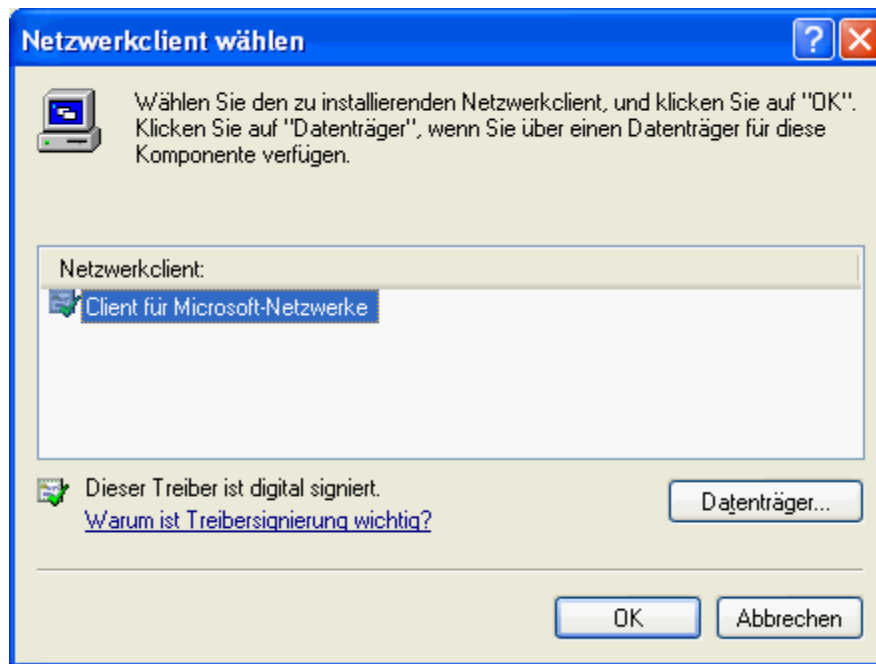 Netzwerkclient wählen
Wählen Sie den zu installierenden Netzwerkclient, und klicken Sie auf "OK".
Klicken Sie auf "Datenträger", wenn Sie über einen Datenträger für diese
Komponente verfügen.
Netzwerkclient:
Client für Microsoft-Netzwerke
Dieser Treiber ist digital signiert.
Warum ist Treibersignierung wichtig?
Datenträger...
OK
Abbrechen